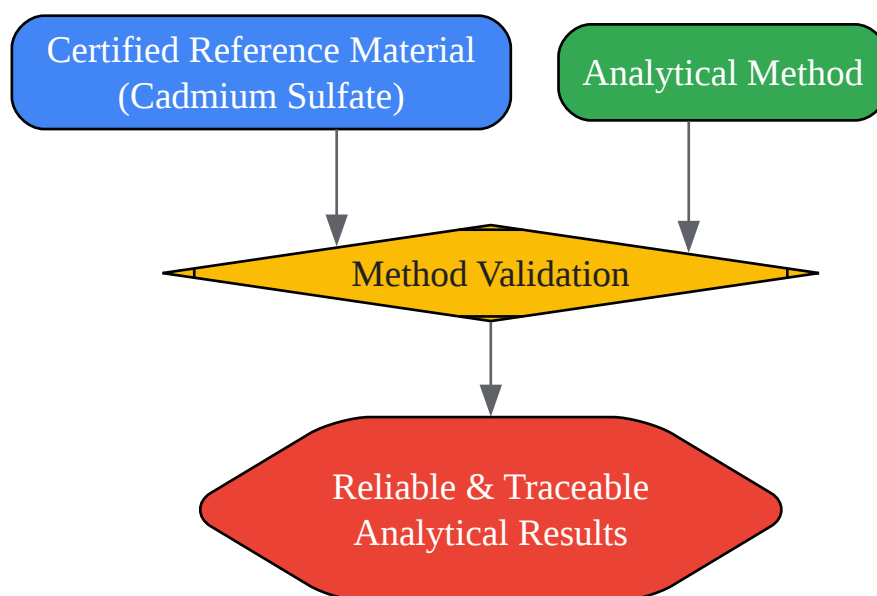 Certified Reference Material
(Cadmium Sulfate)
Analytical Method
Method Validation
Reliable & Traceable
Analytical Results